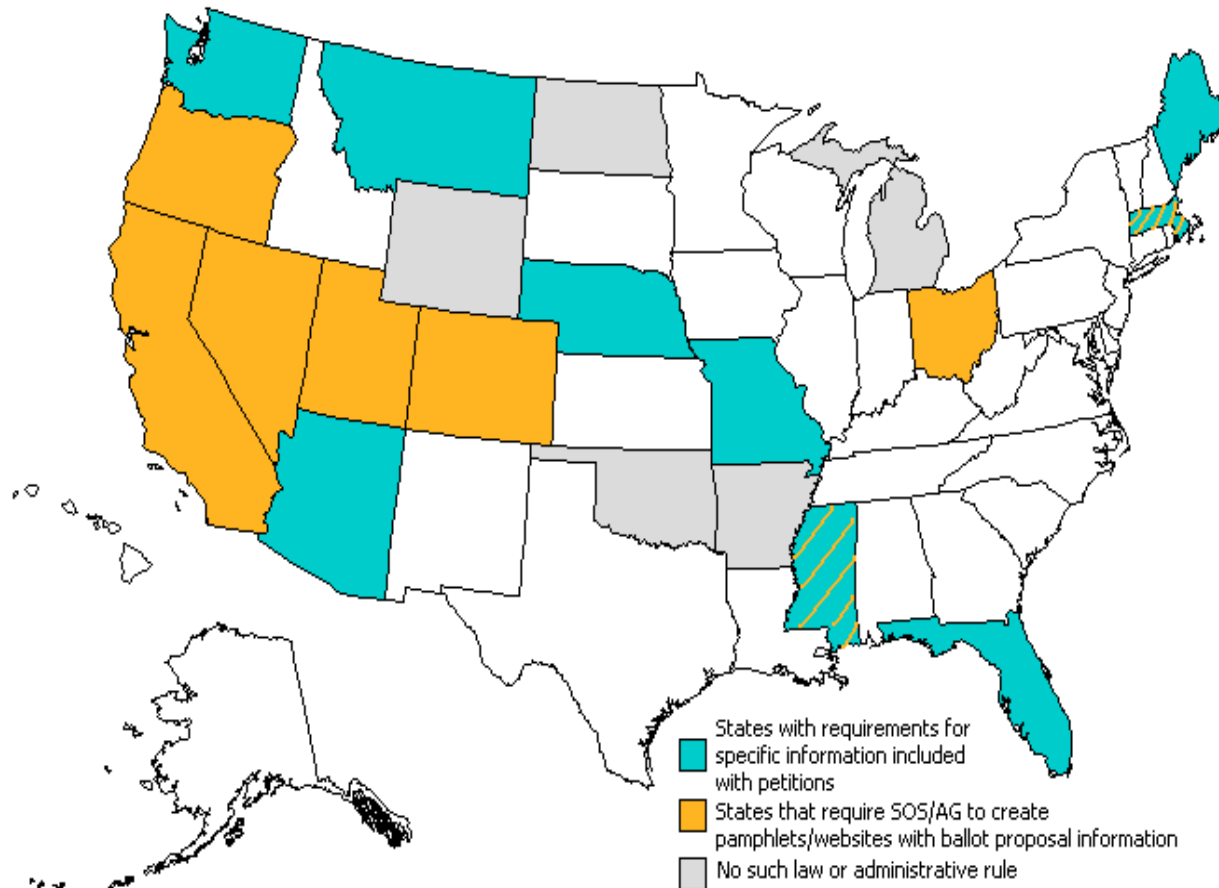 States with requirements for
specific information included
with petitions
States that require SOS/AG to create
pamphlets/websites with ballot proposal information
No such law or administrative rule